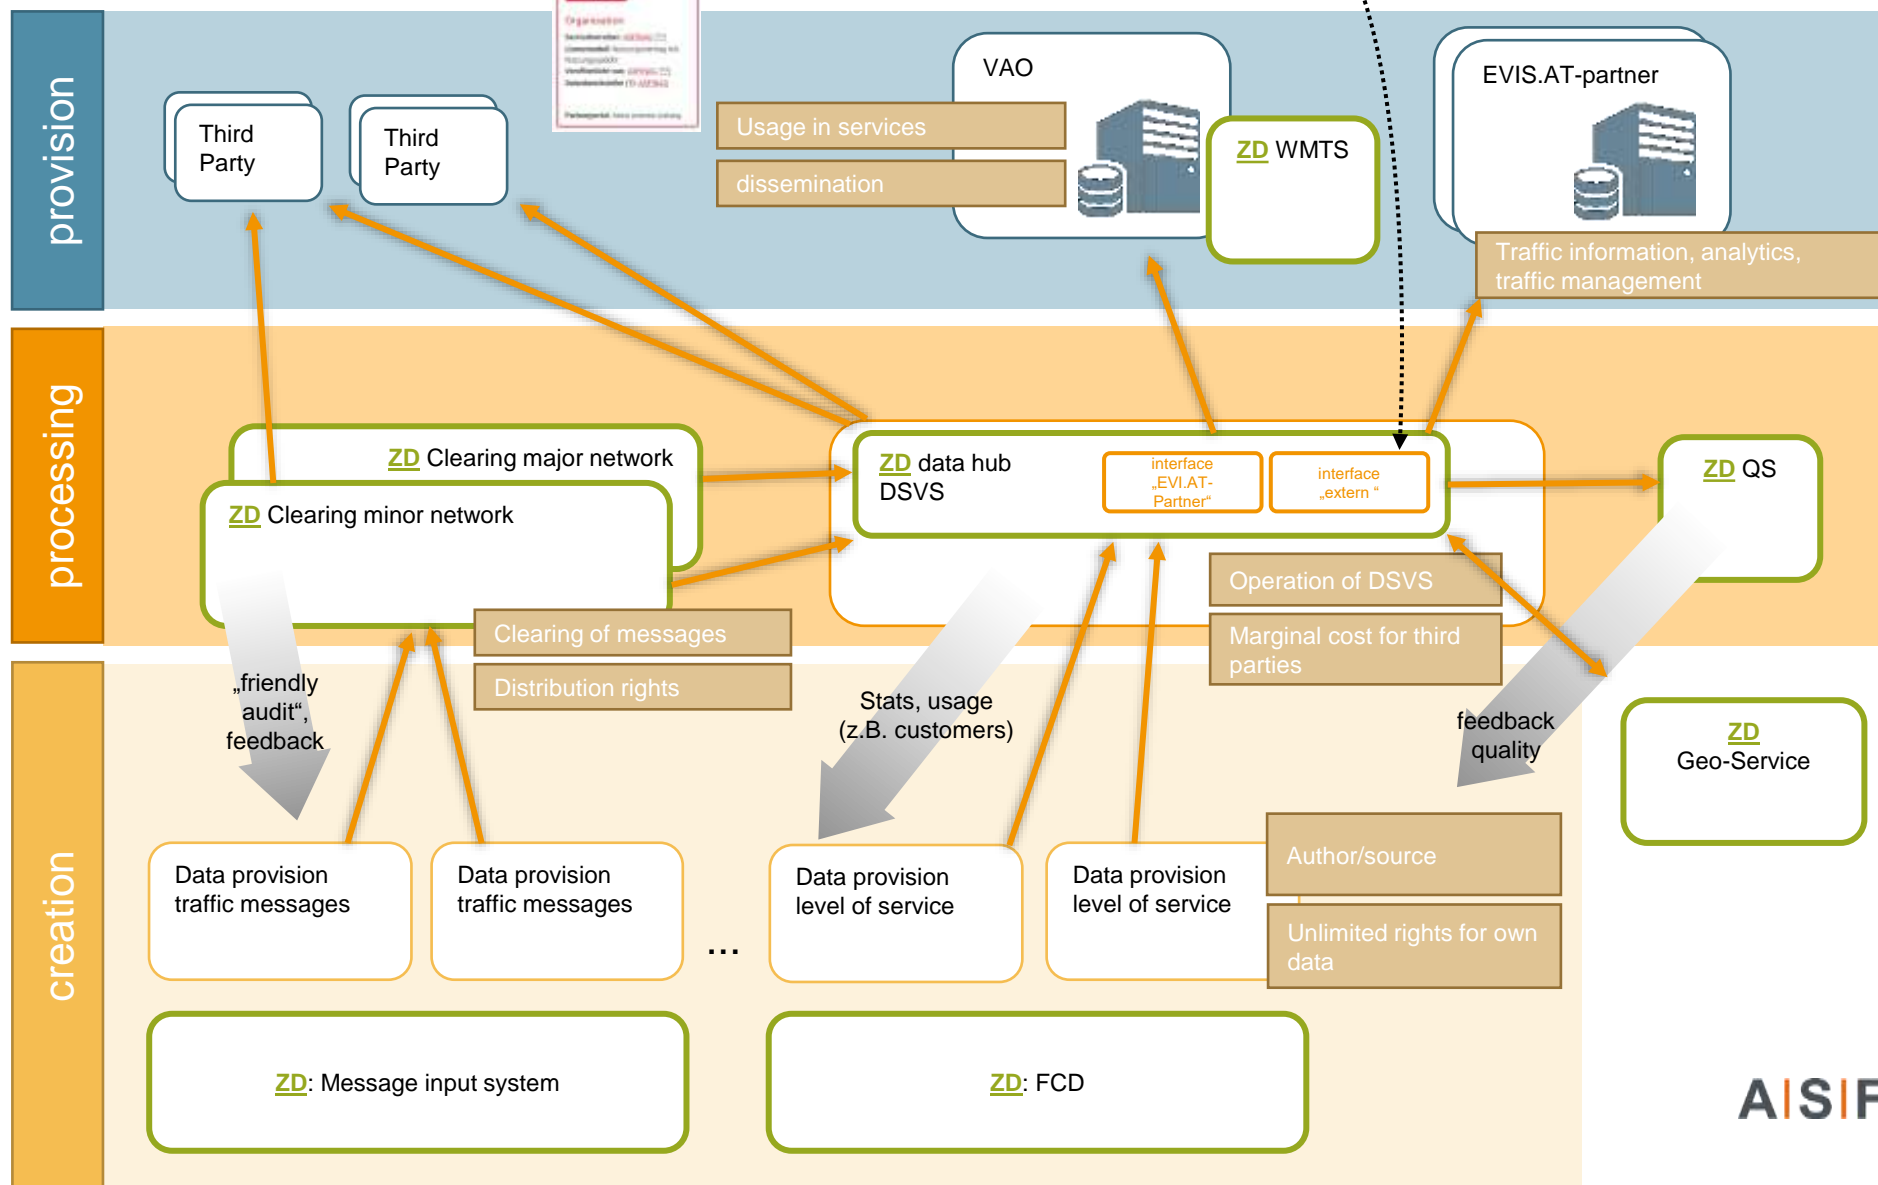 provision
Organisation
Third
Party
Third
Party
VAO
Usage in services
dissemination
ZD WMTS
EVIS.AT-partner
Traffic information, analytics,
traffic management
processing
ZD Clearing major network
ZD Clearing minor network
Clearing of messages
Distribution rights
ZD data hub
DSVS
interface
„EVI.AT-
Partner“
interface
„extern “
Operation of DSVS
Marginal cost for third
parties
ZD QS
creation
„friendly
audit“,
feedback
Stats, usage
(z.B. customers)
feedback
quality
ZD
Geo-Service
Data provision
traffic messages
Data provision
traffic messages
...
Data provision
level of service
Data provision
level of service
Author/source
Unlimited rights for own
data
ZD: Message input system
ZD: FCD
A|S|F